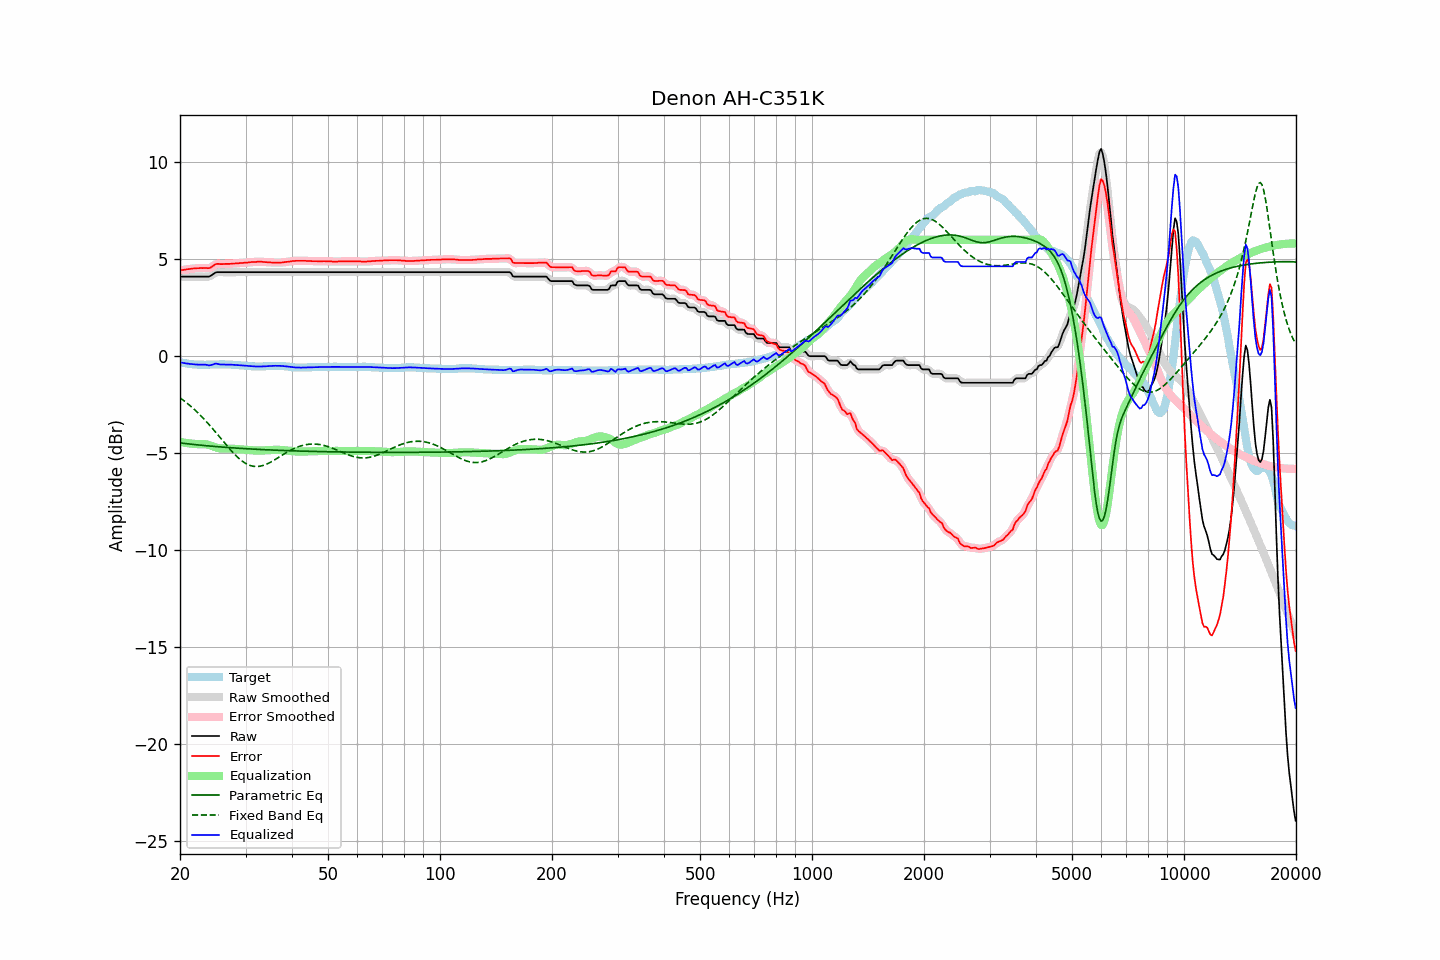 Denon AH-C351K
Amplitude (dBr)
10
5
0
−5
−10
−15
−20
−25
Target
Raw Smoothed
Error Smoothed
Raw
Error
Equalization
Parametric Eq
Fixed Band Eq
Equalized
20 50 100 200 500 1000 2000 5000 10000 20000
Frequency (Hz)